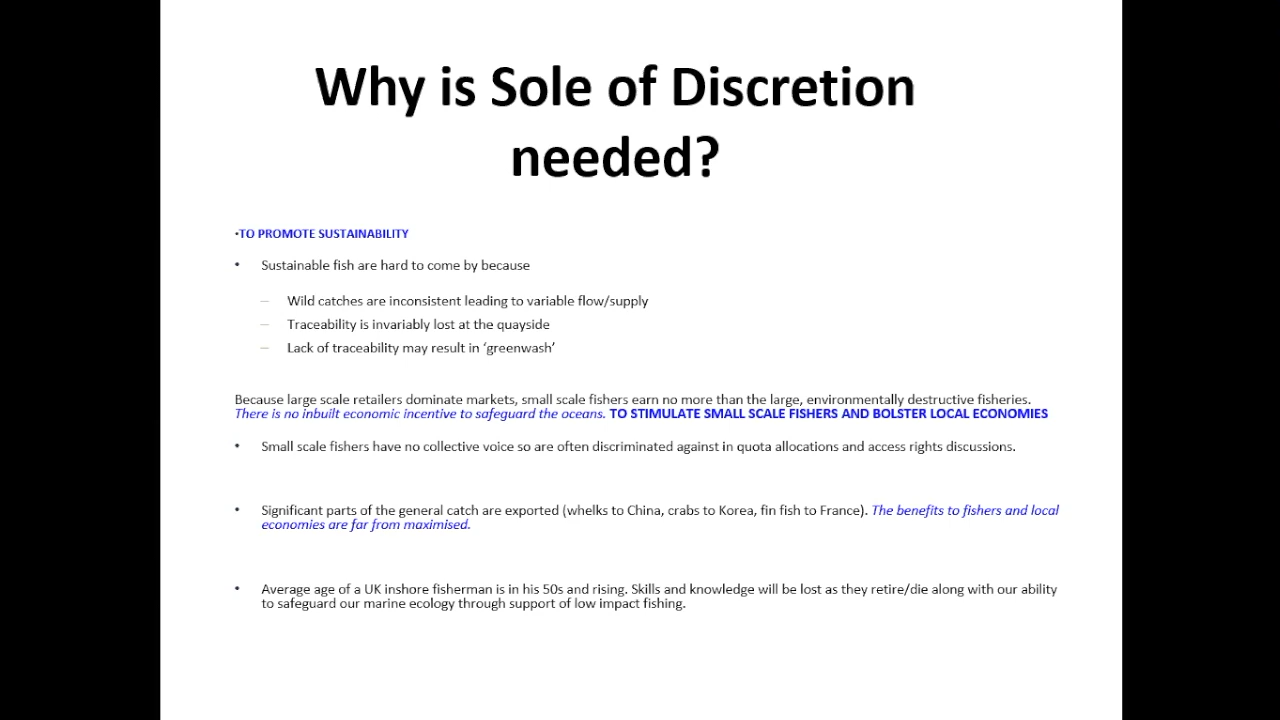 Why is Sole of Discretion
needed?
•TO PROMOTE SUSTAINABILITY
• Sustainable fish are hard to come by because
– Wild catches are inconsistent leading to variable flow/supply
– Traceability is invariably lost at the quayside
– Lack of traceability may result in ‘greenwash’
Because large scale retailers dominate markets, small scale fishers earn no more than the large, environmentally destructive fisheries.
There is no inbuilt economic incentive to safeguard the oceans. TO STIMULATE SMALL SCALE FISHERS AND BOLSTER LOCAL ECONOMIES
• Small scale fishers have no collective voice so are often discriminated against in quota allocations and access rights discussions.
• Significant parts of the general catch are exported (whelks to China, crabs to Korea, fin fish to France). The benefits to fishers and local
economies are far from maximised.
• Average age of a UK inshore fisherman is in his 50s and rising. Skills and knowledge will be lost as they retire/die along with our ability
to safeguard our marine ecology through support of low impact fishing.